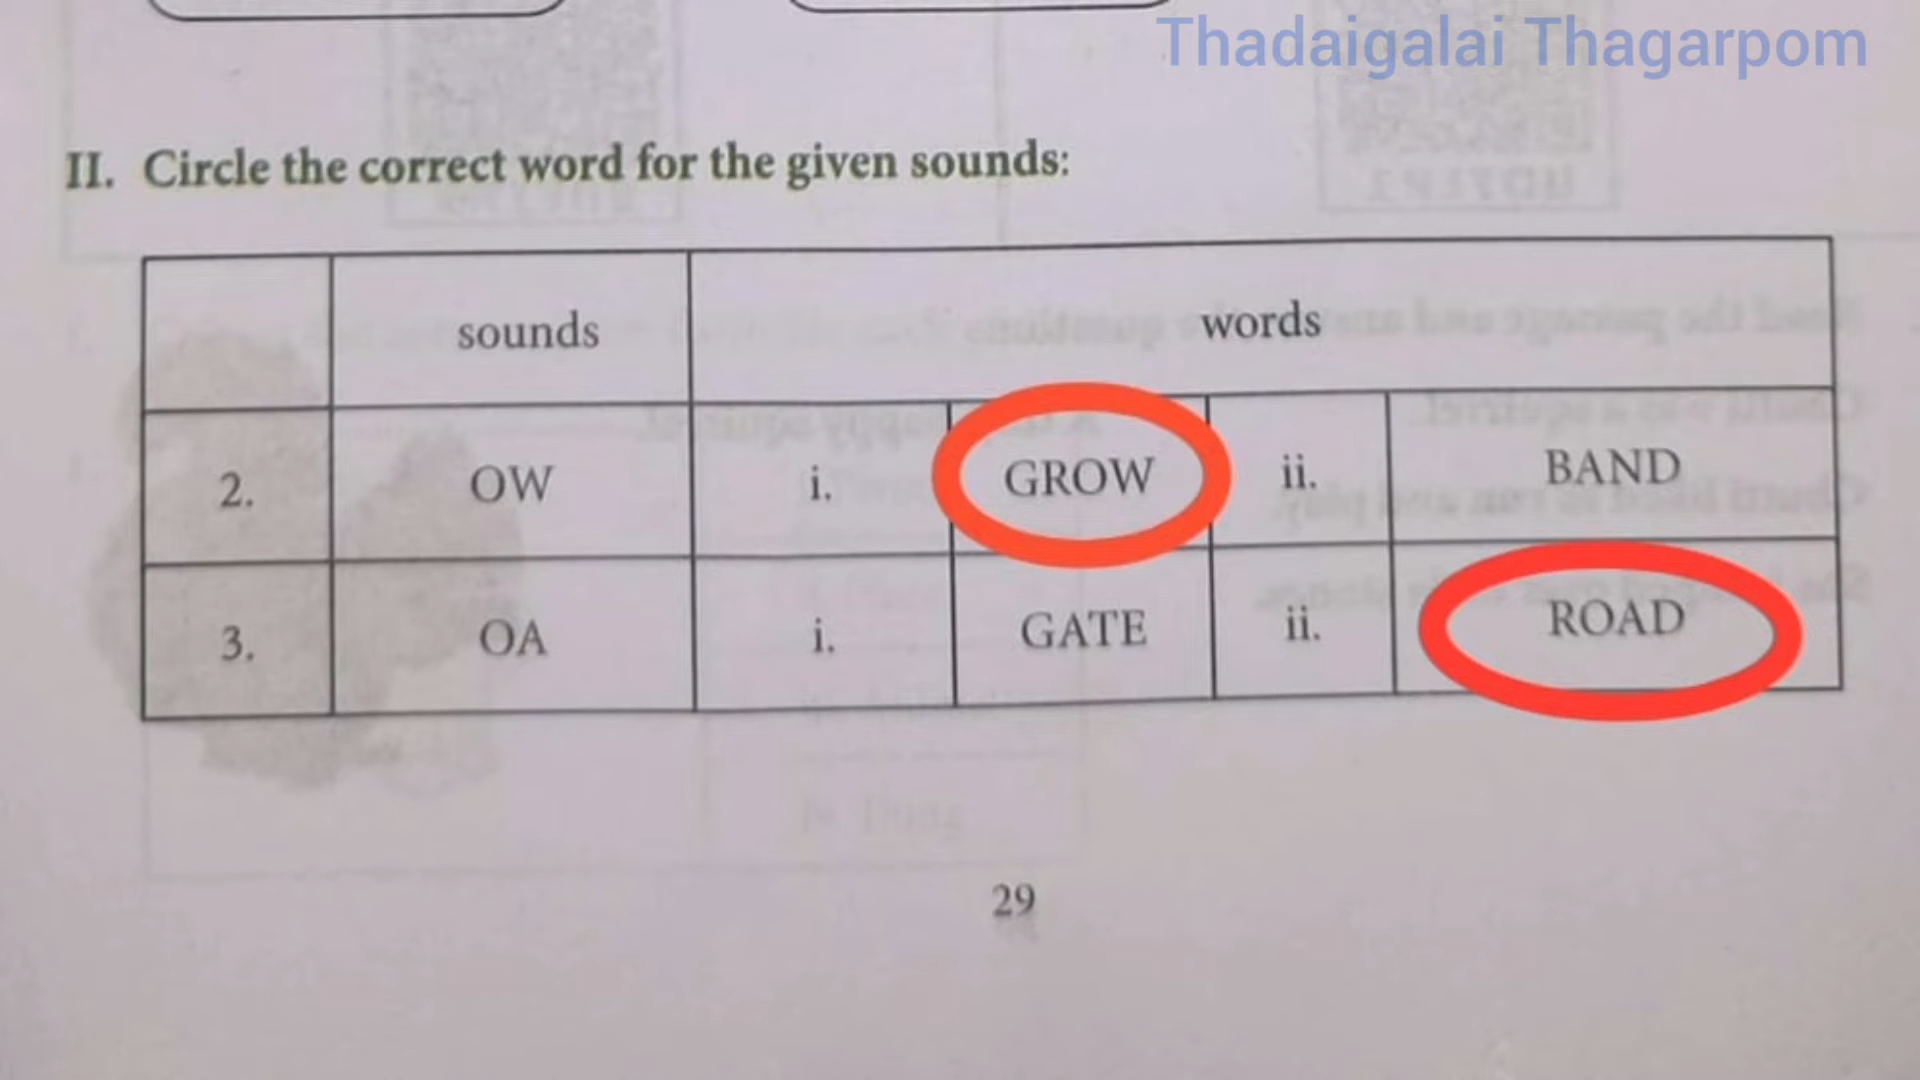 Thadaigalai Thagarpom
II. Circle the correct word for the given sounds:
sounds words
2. OW i. GROW ii. BAND
3. OA i. GATE ii. ROAD
29